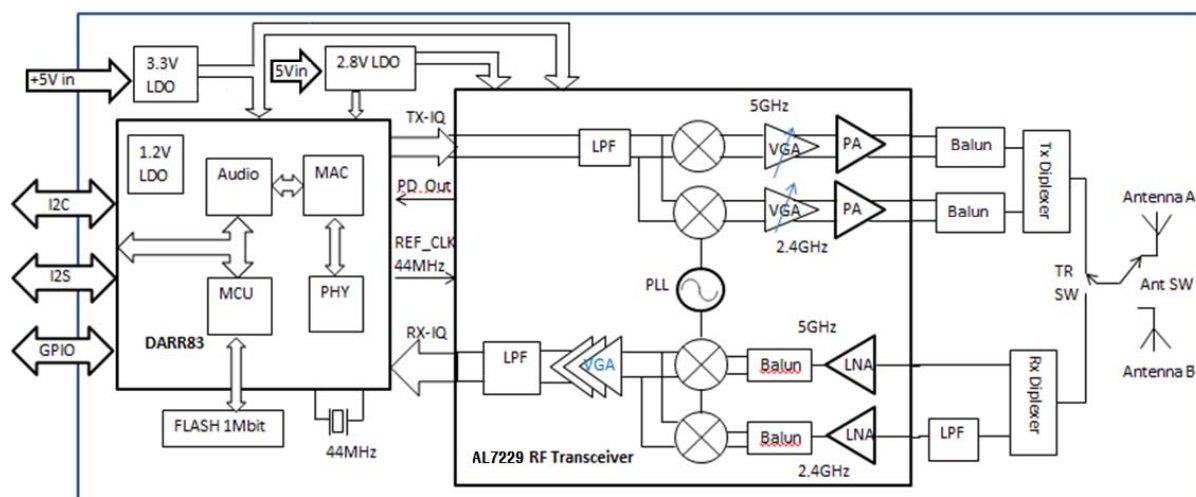 +5V in
3.3V
LDO
5Vin
2.8V LDO
1.2V
LDO
Audio
MAC
MCU
PHY
DARR83
I2C
I2S
GPIO
FLASH 1Mbit
44MHz
TX-IQ
PD_Out
REF_CLK
44MHz
RX-IQ
LPF
5GHz
VGA
PA
Balun
VGA
PA
Balun
2.4GHz
Tx Diplexer
PLL
TR
SW
Ant SW
Antenna A
Antenna B
5GHz
LPF
VGA
Balun
LNA
Balun
LNA
2.4GHz
LPF
Rx Diplexer
AL7229 RF Transceiver